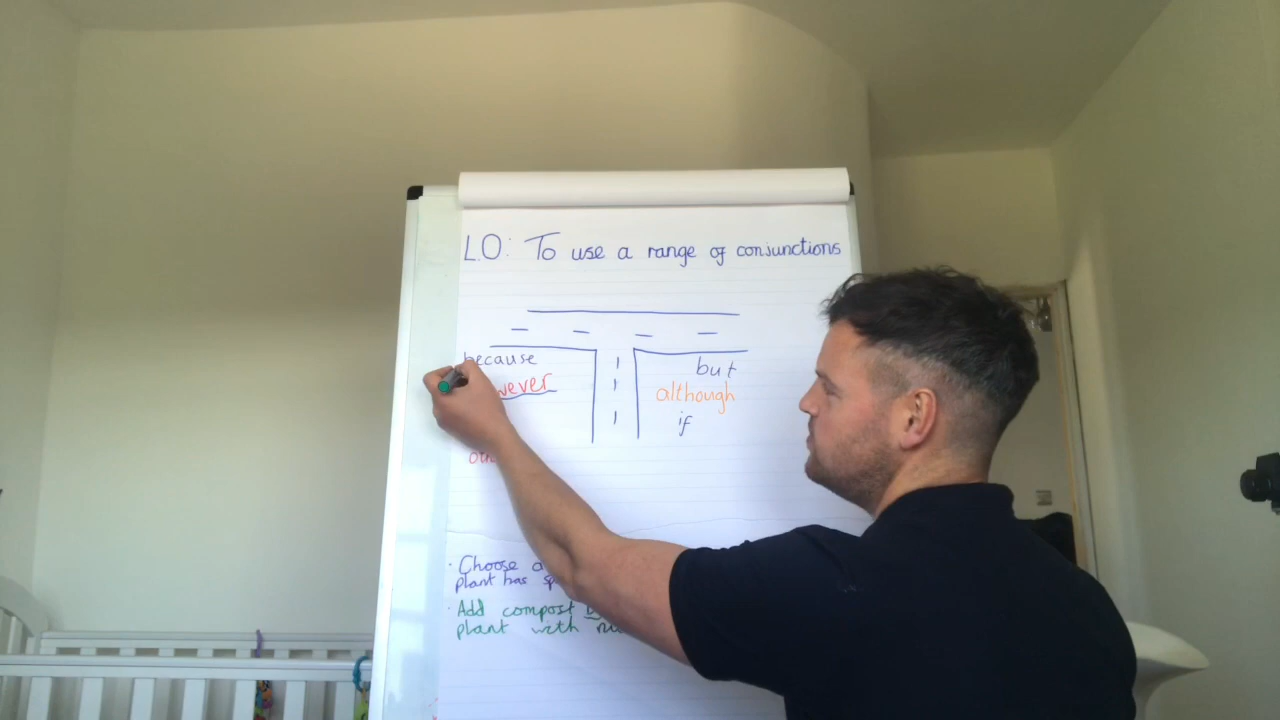 L.O: To use a range of conjunctions
because
but
although
if
Choose a
plant has
Add compost
plant with